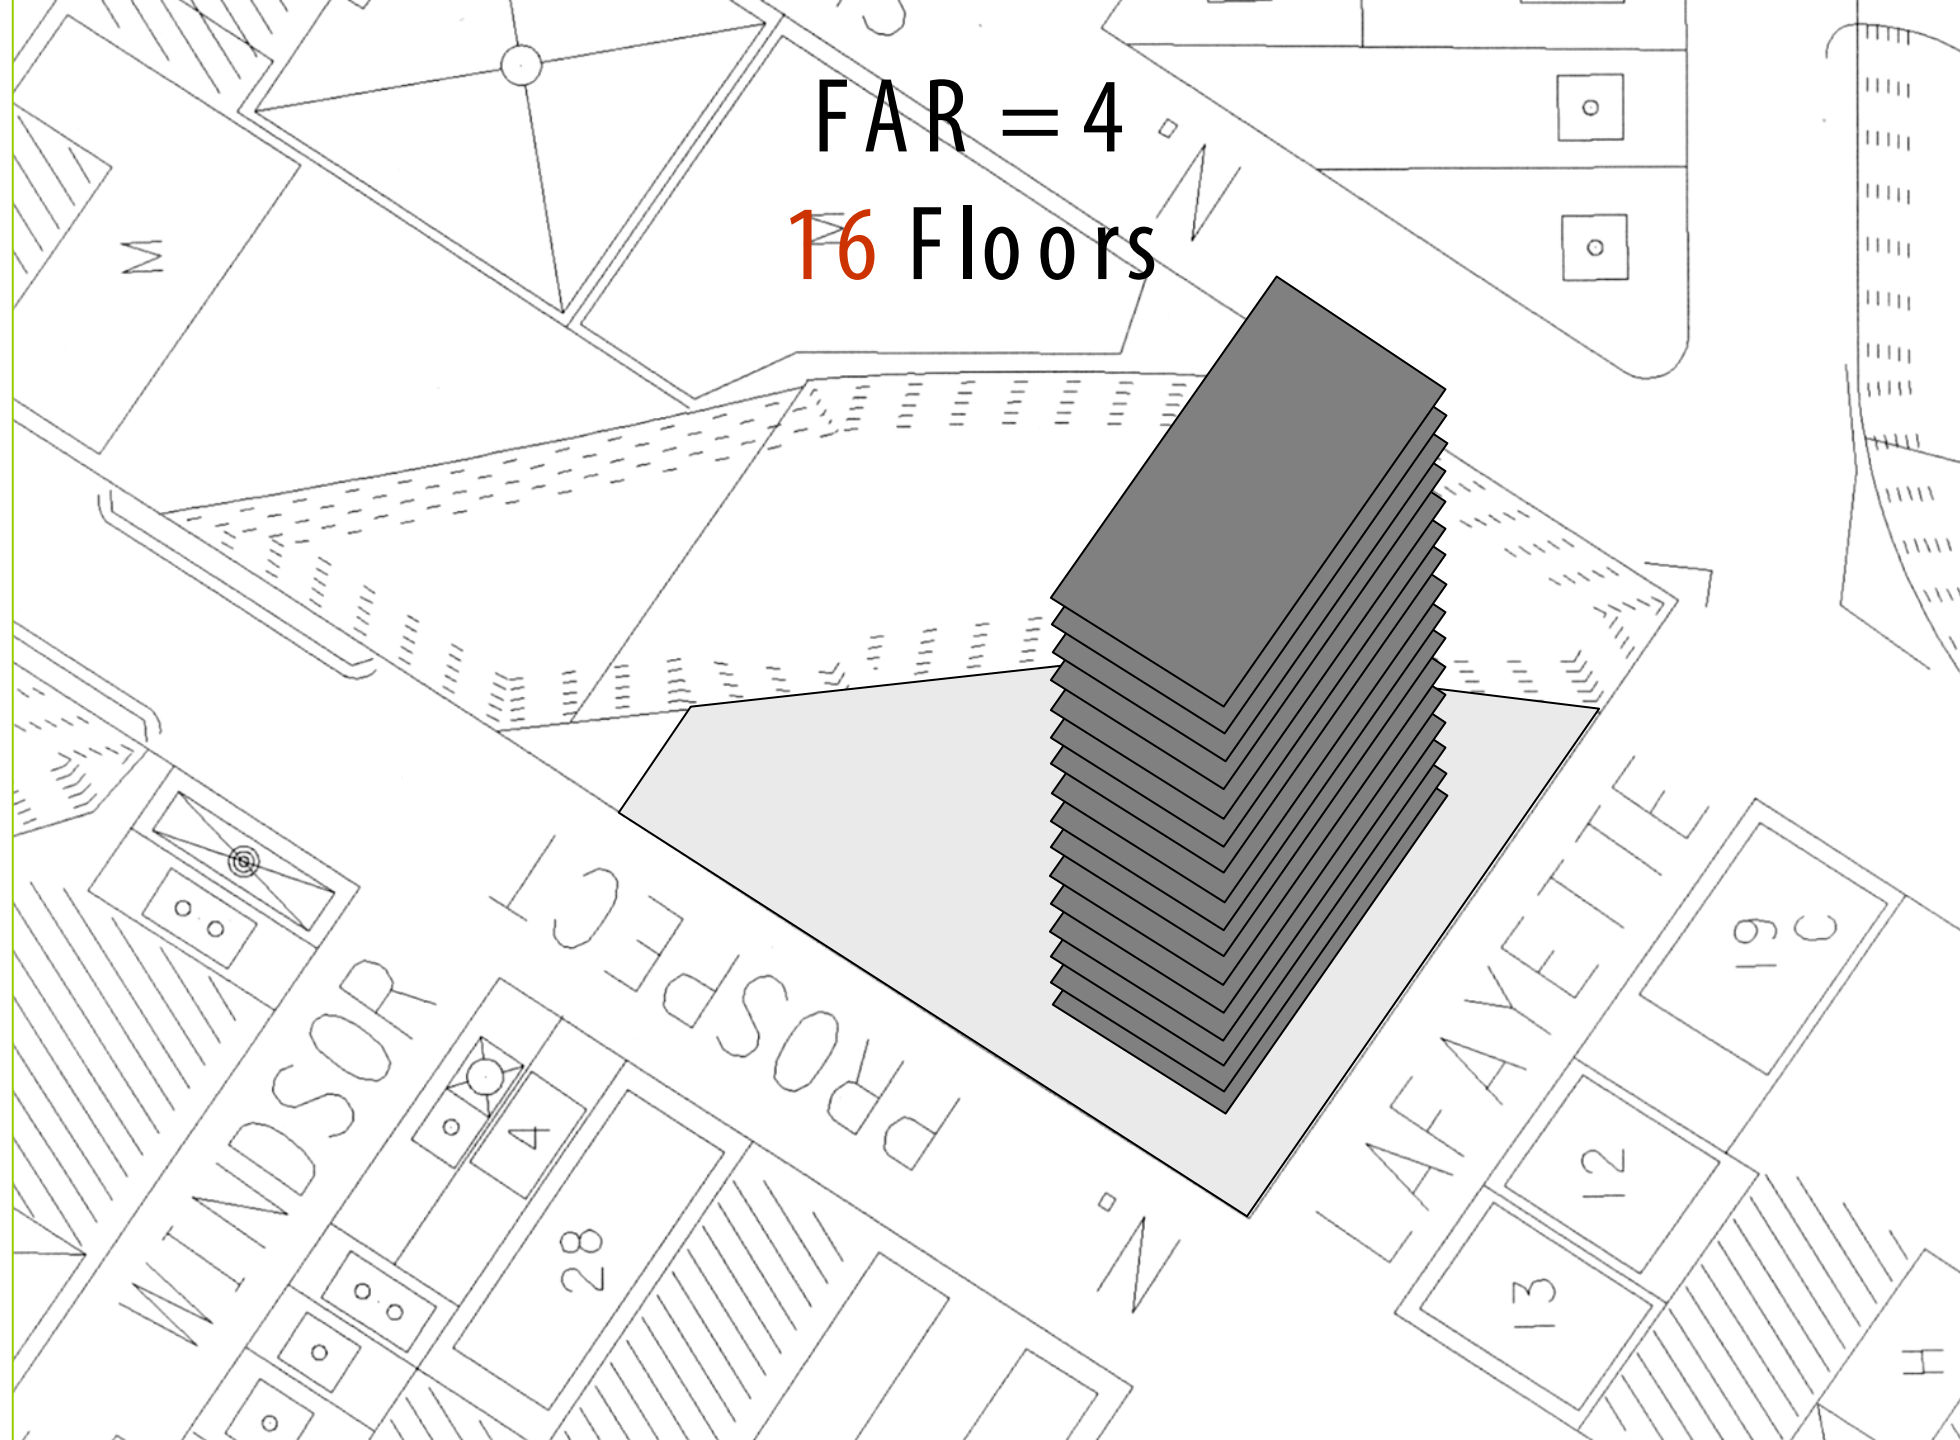 FAR = 4
16 Floors
M
M
N
WINDSOR
PROSPECT
LAFAYETTE
N
4
28
19
C
12
13
H